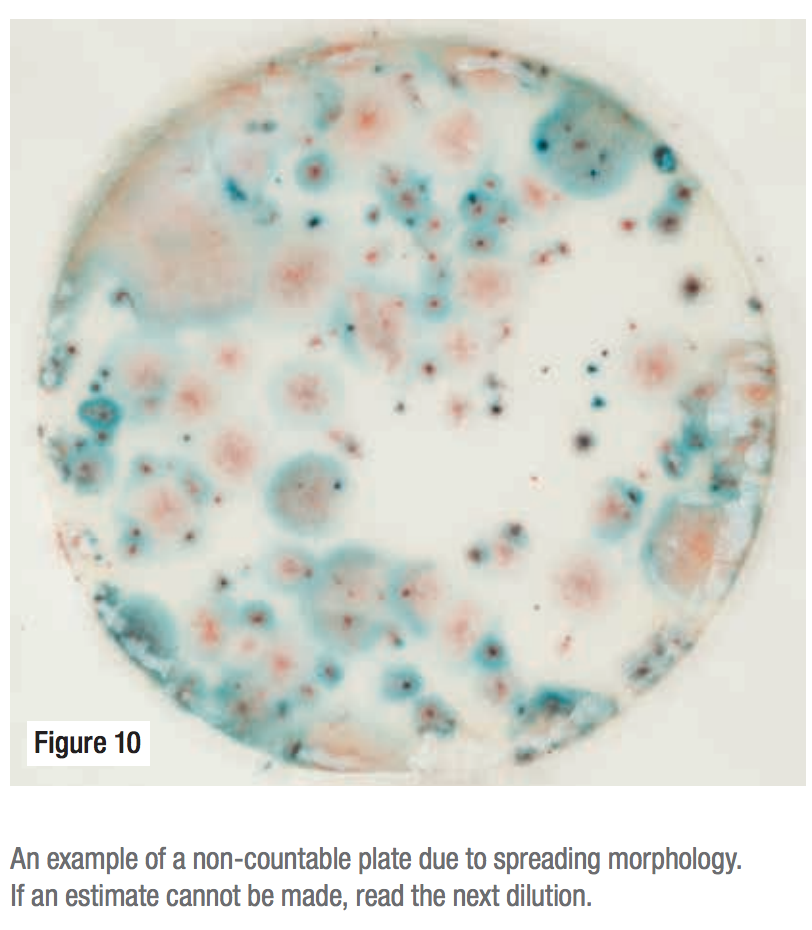 Figure 10
An example of a non-countable plate due to spreading morphology.
If an estimate cannot be made, read the next dilution.